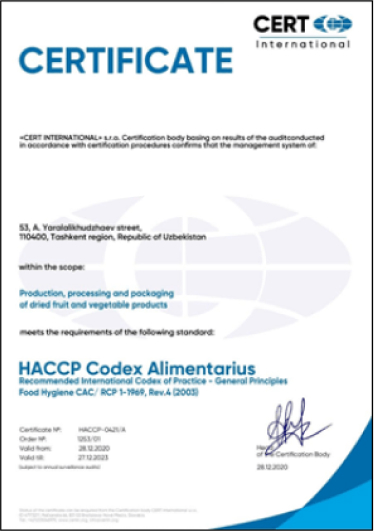 CERT
International
CERTIFICATE
«CERT INTERNATIONAL» s.r.o. Certification body basing on results of the auditconducted
in accordance with certification procedures confirms that the management system of:
53, A. Yaralalikhudzhaev street,
110400, Tashkent region, Republic of Uzbekistan
within the scope:
Production, processing and packaging
of dried fruit and vegetable products
meets the requirements of the following standard:
HACCP Codex Alimentarius
Recommended International Codex of Practice - General Principles
Food Hygiene CAC/ RCP 1-1969, Rev.4 (2003)
Certificate №: HACCP-0421/A
Order №: 1253/01
Valid from: 28.12.2020
Valid till: 27.12.2023
(subject to annual surveillance audits)
Head
of the Certification Body
28.12.2020